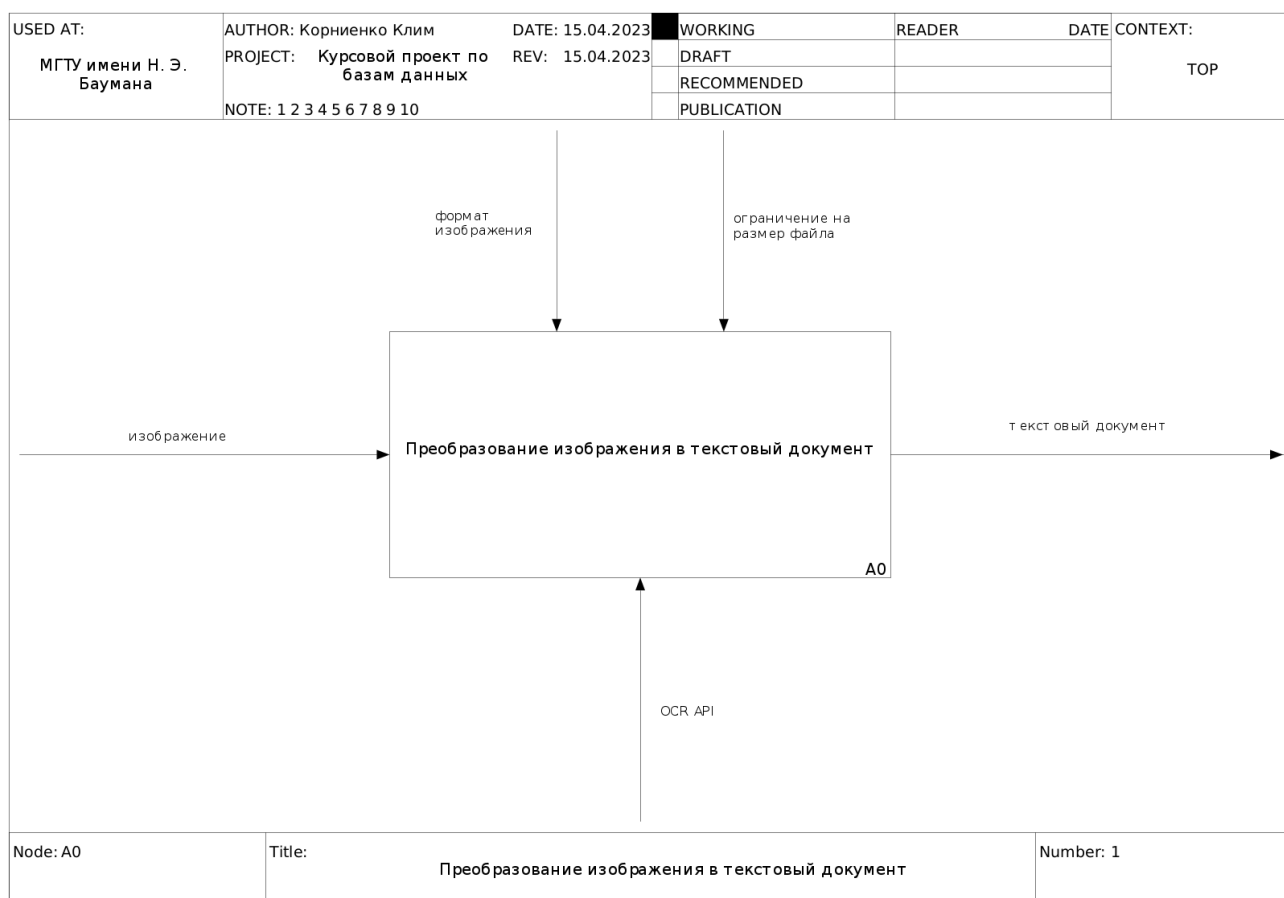 USED AT:
МГТУ имени Н. Э.
Баумана
AUTHOR: Корниенко Клим
DATE: 15.04.2023
PROJECT: Курсовой проект по
базам данных
REV: 15.04.2023
NOTE: 1 2 3 4 5 6 7 8 9 10
WORKING
DRAFT
RECOMMENDED
PUBLICATION
READER DATE
CONTEXT:
TOP
формат
изображения
ограничение на
размер файла
изображение
Преобразование изображения в текстовый документ
A0
текстовый документ
OCR API
Node: A0
Title:
Преобразование изображения в текстовый документ
Number: 1